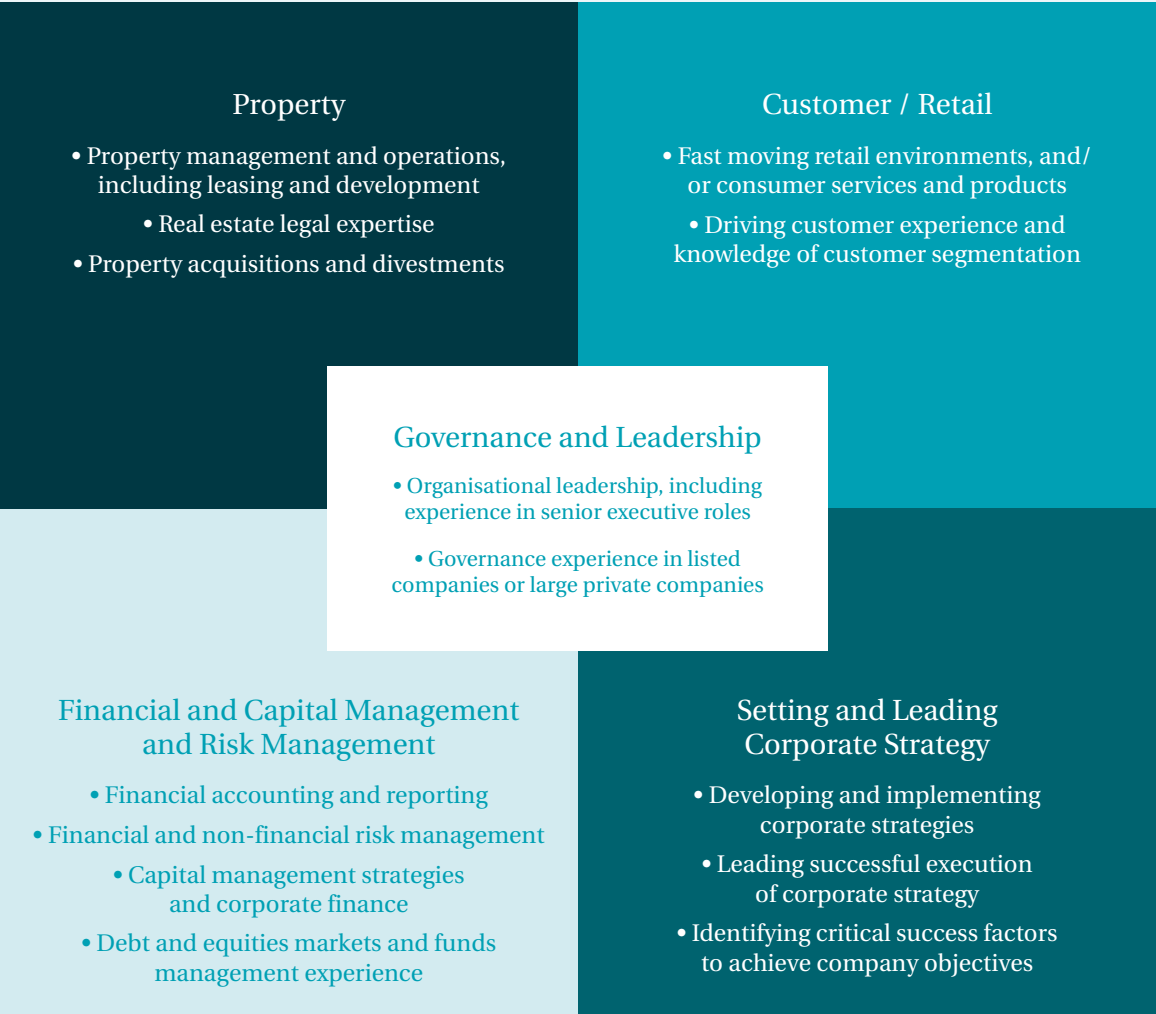 Property
• Property management and operations,
including leasing and development
• Real estate legal expertise
• Property acquisitions and divestments
Customer / Retail
• Fast moving retail environments, and/
or consumer services and products
• Driving customer experience and
knowledge of customer segmentation
Governance and Leadership
• Organisational leadership, including
experience in senior executive roles
• Governance experience in listed
companies or large private companies
Financial and Capital Management
and Risk Management
• Financial accounting and reporting
• Financial and non-financial risk management
• Capital management strategies
and corporate finance
• Debt and equities markets and funds
management experience
Setting and Leading
Corporate Strategy
• Developing and implementing
corporate strategies
• Leading successful execution
of corporate strategy
• Identifying critical success factors
to achieve company objectives